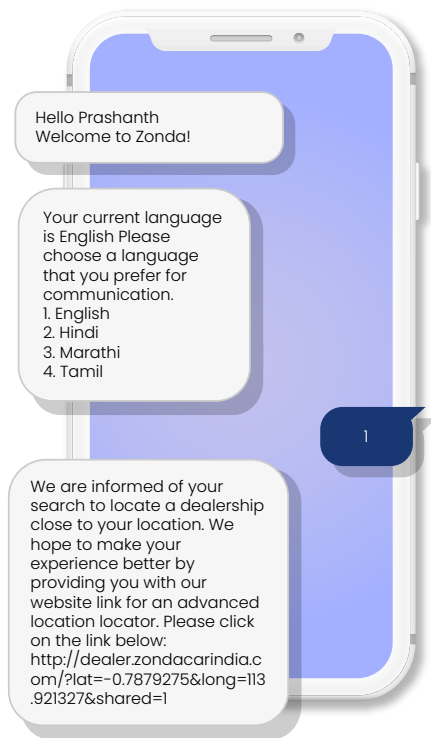 Hello Prashanth
Welcome to Zonda!
Your current language
is English Please
choose a language
that you prefer for
communication.
1. English
2. Hindi
3. Marathi
4. Tamil
1
We are informed of your
search to locate a dealership
close to your location. We
hope to make your
experience better by
providing you with our
website link for an advanced
location locator. Please click
on the link below:
http://dealer.zondacarindia.c
om/?lat=-0.7879275&long=113
.921327&shared=1